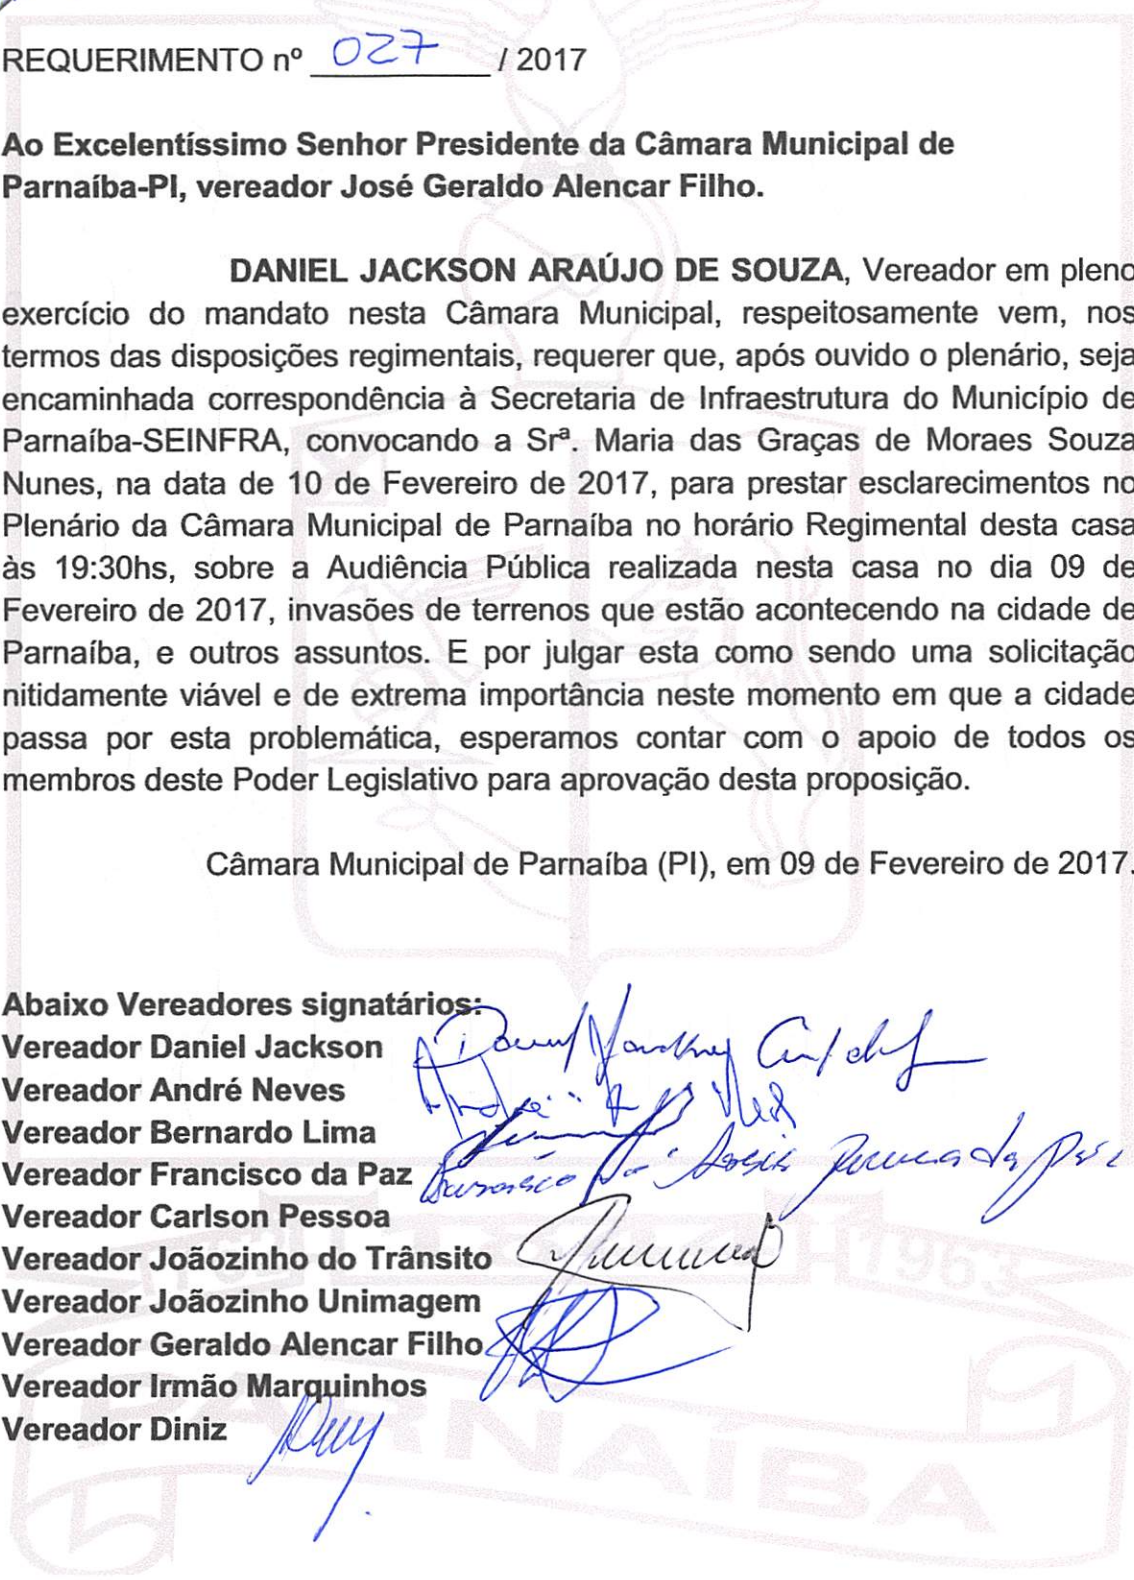 REQUERIMENTO nº 027 / 2017
Ao Excelentíssimo Senhor Presidente da Câmara Municipal de
Parnaíba-PI, vereador José Geraldo Alencar Filho.
DANIEL JACKSON ARAÚJO DE SOUZA, Vereador em pleno
exercício do mandato nesta Câmara Municipal, respeitosamente vem, nos
termos das disposições regimentais, requerer que, após ouvido o plenário, seja
encaminhada correspondência à Secretaria de Infraestrutura do Município de
Parnaíba-SEINFRA, convocando a Srª. Maria das Graças de Moraes Souza
Nunes, na data de 10 de Fevereiro de 2017, para prestar esclarecimentos no
Plenário da Câmara Municipal de Parnaíba no horário Regimental desta casa
às 19:30hs, sobre a Audiência Pública realizada nesta casa no dia 09 de
Fevereiro de 2017, invasões de terrenos que estão acontecendo na cidade de
Parnaíba, e outros assuntos. E por julgar esta como sendo uma solicitação
nitidamente viável e de extrema importância neste momento em que a cidade
passa por esta problemática, esperamos contar com o apoio de todos os
membros deste Poder Legislativo para aprovação desta proposição.
Câmara Municipal de Parnaíba (PI), em 09 de Fevereiro de 2017.
Abaixo Vereadores signatários:
Vereador Daniel Jackson
Vereador André Neves
Vereador Bernardo Lima
Vereador Francisco da Paz
Vereador Carlson Pessoa
Vereador Joãozinho do Trânsito
Vereador Joãozinho Unimagem
Vereador Geraldo Alencar Filho
Vereador Irmão Marquinhos
Vereador Diniz
1953
PARNAIBA